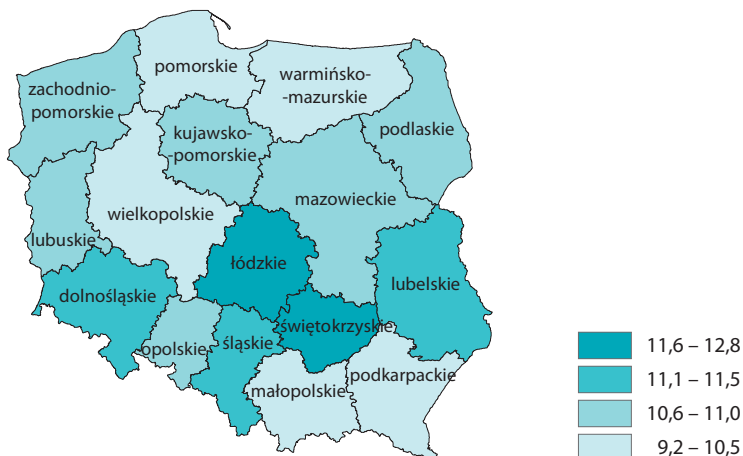 pomorskie
warmińsko-
-mazurskie
zachodnio-
pomorskie
podlaskie
kujawsko-
-pomorskie
mazowieckie
wielkopolskie
lubuskie
łódzkie
lubelskie
dolnośląskie
świętokrzyskie
opolskie
śląskie
podkarpackie
małopolskie
11,6 – 12,8
11,1 – 11,5
10,6 – 11,0
9,2 – 10,5